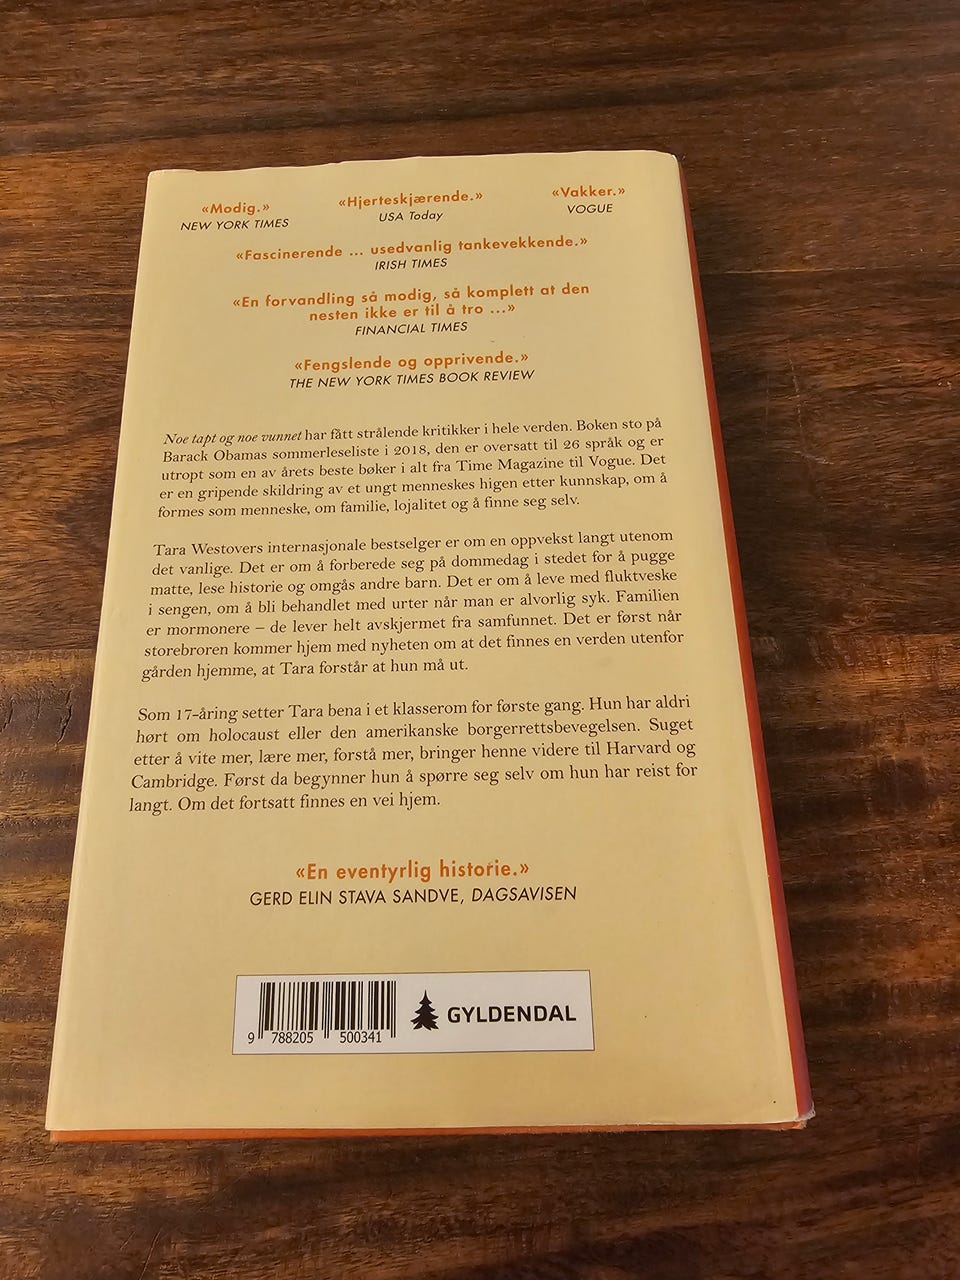 «Modig.»
NEW YORK TIMES
«Hjerteskjærende.»
USA Today
«Vakker.»
VOGUE
«Fascinerende ... usedvanlig tankevekkende.»
IRISH TIMES
«En forvandling så modig, så komplett at den
nesten ikke er til å tro ...»
FINANCIAL TIMES
«Fengslende og opprivende.»
THE NEW YORK TIMES BOOK REVIEW
Noe tapt og noe vunnet har fått strålende kritikker i hele verden. Boken sto på
Barack Obamas sommerleseliste i 2018, den er oversatt til 26 språk og er
utropt som en av årets beste bøker i alt fra Time Magazine til Vogue. Det
er en gripende skildring av et ungt menneskes higen etter kunnskap, om å
formes som menneske, om familie, lojalitet og å finne seg selv.
Tara Westovers internasjonale bestselger er om en oppvekst langt utenom
det vanlige. Det er om å forberede seg på dommedag i stedet for å pugge
matte, lese historie og omgås andre barn. Det er om å leve med fluktveske
i sengen, om å bli behandlet med urter når man er alvorlig syk. Familien
er mormonere – de lever helt avskjermet fra samfunnet. Det er først når
storebroren kommer hjem med nyheten om at det finnes en verden utenfor
gården hjemme, at Tara forstår at hun må ut.
Som 17-åring setter Tara bena i et klasserom for første gang. Hun har aldri
hørt om holocaust eller den amerikanske borgerrettsbevegelsen. Suget
etter å vite mer, lære mer, forstå mer, bringer henne videre til Harvard og
Cambridge. Først da begynner hun å spørre seg selv om hun har reist for
langt. Om det fortsatt finnes en vei hjem.
«En eventyrlig historie.»
GERD ELIN STAVA SANDVE, DAGSAVISEN
9 788205 500341
GYLDENDAL